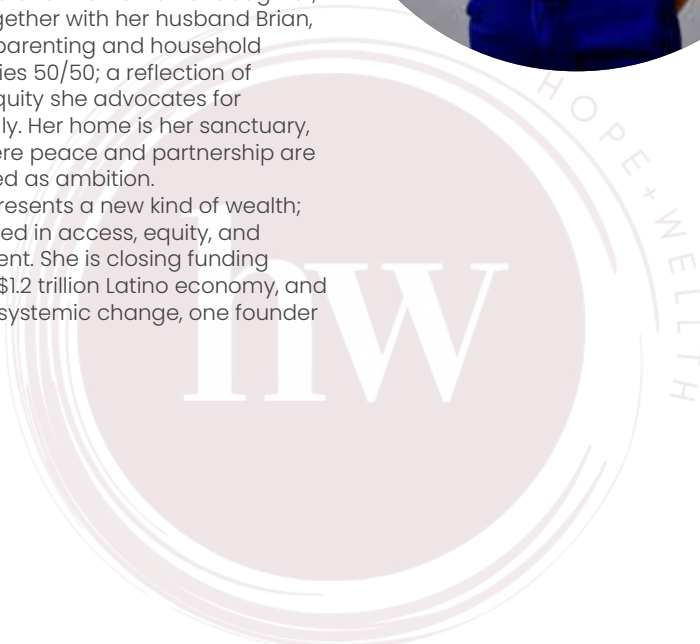 gether with her husband Brian,
parenting and household
ies 50/50; a reflection of
quity she advocates for
ly. Her home is her sanctuary,
ere peace and partnership are
ed as ambition.
resents a new kind of wealth;
ed in access, equity, and
ent. She is closing funding
$1.2 trillion Latino economy, and
systemic change, one founder
hw
HOPE+WELLTH